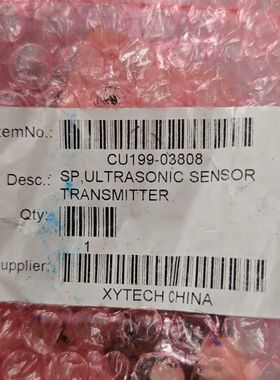 temNo.:
CU199-03808
Desc.: SP,ULTRASONIC SENSOR
TRANSMITTER
Qty:
1
upplier:
XYTECH CHINA